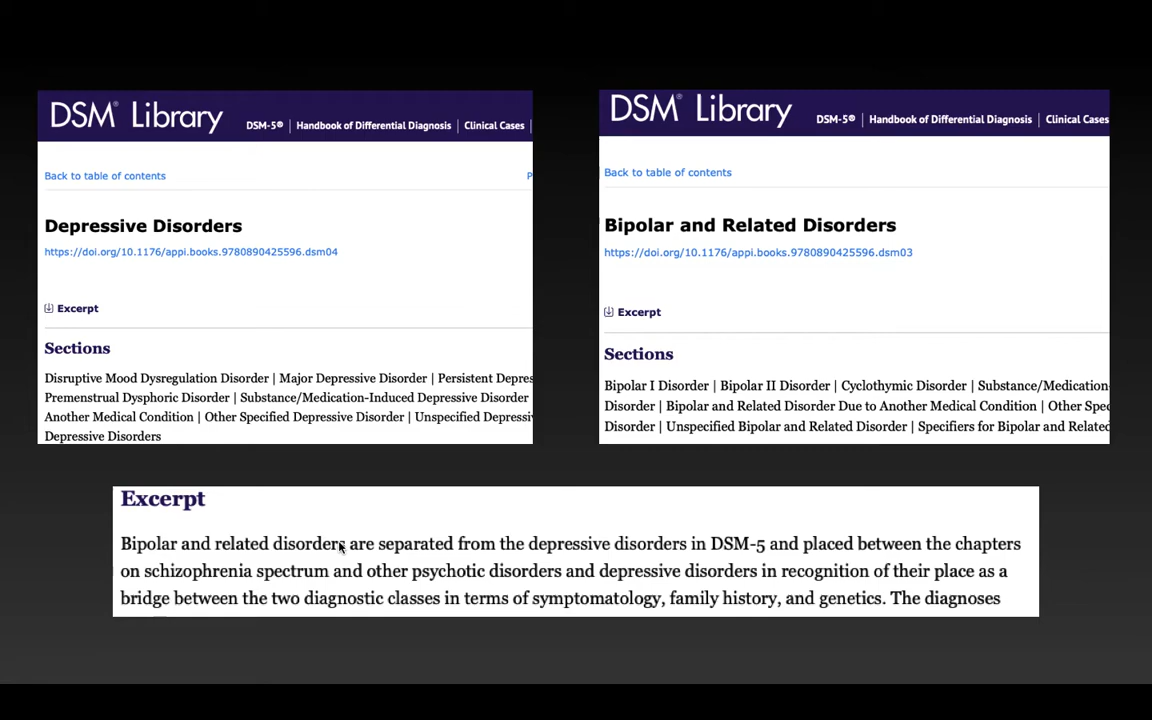 DSM® Library
DSM-5® | Handbook of Differential Diagnosis | Clinical Cases |
Back to table of contents
P
Depressive Disorders
https://doi.org/10.1176/appi.books.9780890425596.dsm04
Excerpt
Sections
Disruptive Mood Dysregulation Disorder | Major Depressive Disorder | Persistent Depres
Premenstrual Dysphoric Disorder | Substance/Medication-Induced Depressive Disorder
Another Medical Condition | Other Specified Depressive Disorder | Unspecified Depressiv
Depressive Disorders
DSM® Library
DSM-5® | Handbook of Differential Diagnosis | Clinical Cases
Back to table of contents
Bipolar and Related Disorders
https://doi.org/10.1176/appi.books.9780890425596.dsm03
Excerpt
Sections
Bipolar I Disorder | Bipolar II Disorder | Cyclothymic Disorder | Substance/Medication-
Disorder | Bipolar and Related Disorder Due to Another Medical Condition | Other Spec
Disorder | Unspecified Bipolar and Related Disorder | Specifiers for Bipolar and Related
Excerpt
Bipolar and related disorders are separated from the depressive disorders in DSM-5 and placed between the chapters
on schizophrenia spectrum and other psychotic disorders and depressive disorders in recognition of their place as a
bridge between the two diagnostic classes in terms of symptomatology, family history, and genetics. The diagnoses